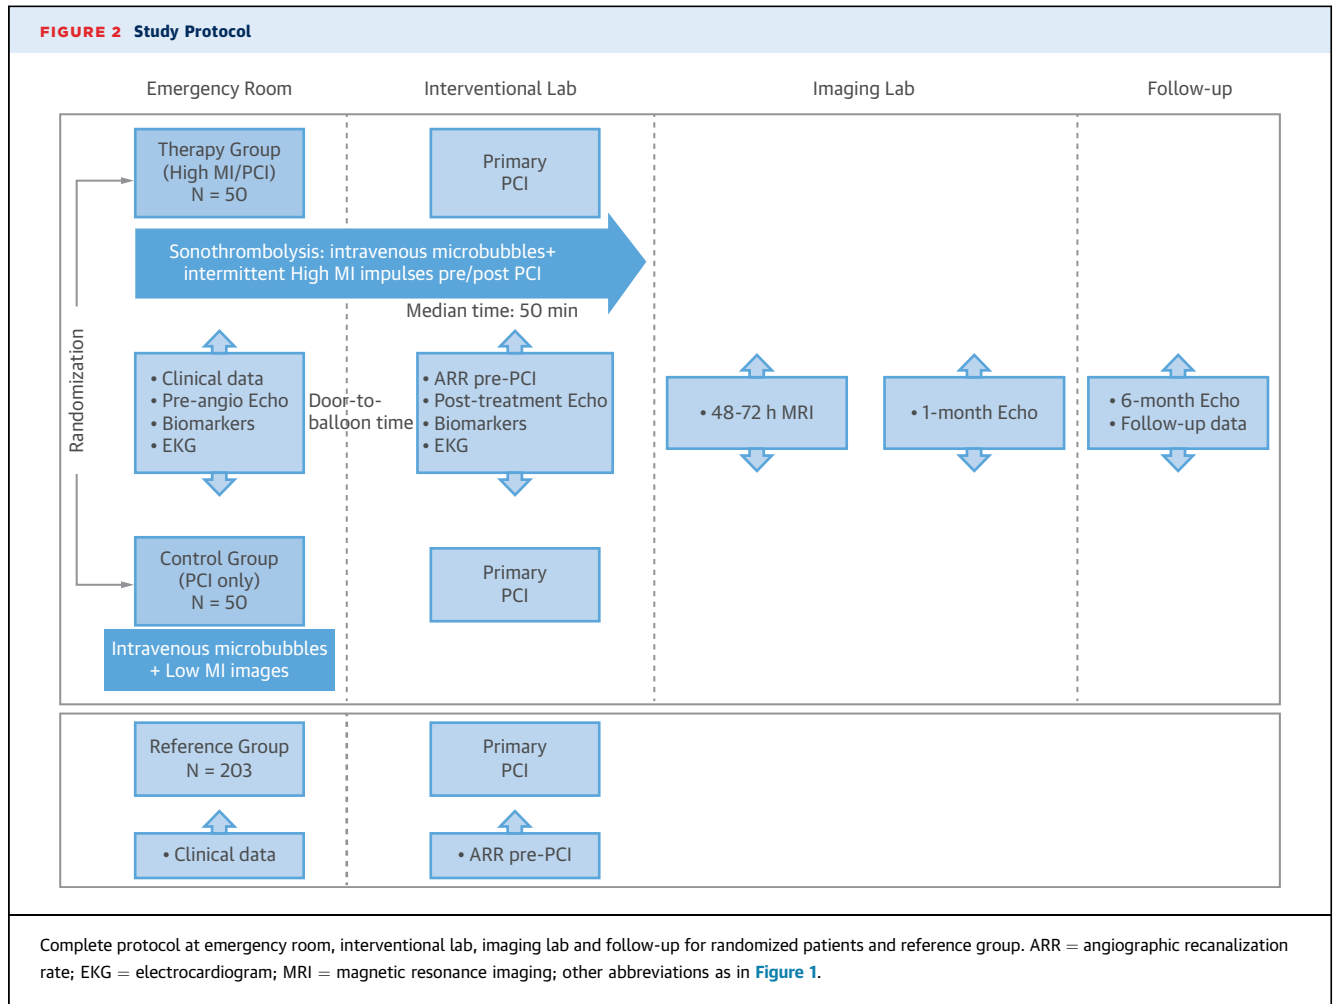 FIGURE 2 Study Protocol
Emergency Room
Interventional Lab
Imaging Lab
Follow-up
Randomization
Therapy Group
(High MI/PCI)
N = 50
Primary
PCI
Sonothrombolysis: intravenous microbubbles+
intermittent High MI impulses pre/post PCI
Median time: 50 min
• Clinical data
• Pre-angio Echo
• Biomarkers
• EKG
Door-to-
balloon time
• ARR pre-PCI
• Post-treatment Echo
• Biomarkers
• EKG
• 48-72 h MRI
• 1-month Echo
• 6-month Echo
• Follow-up data
Control Group
(PCI only)
N = 50
Primary
PCI
Intravenous microbubbles
+ Low MI images
Reference Group
N = 203
Primary
PCI
• Clinical data
• ARR pre-PCI
Complete protocol at emergency room, interventional lab, imaging lab and follow-up for randomized patients and reference group. ARR = angiographic recanalization
rate; EKG = electrocardiogram; MRI = magnetic resonance imaging; other abbreviations as in Figure 1.